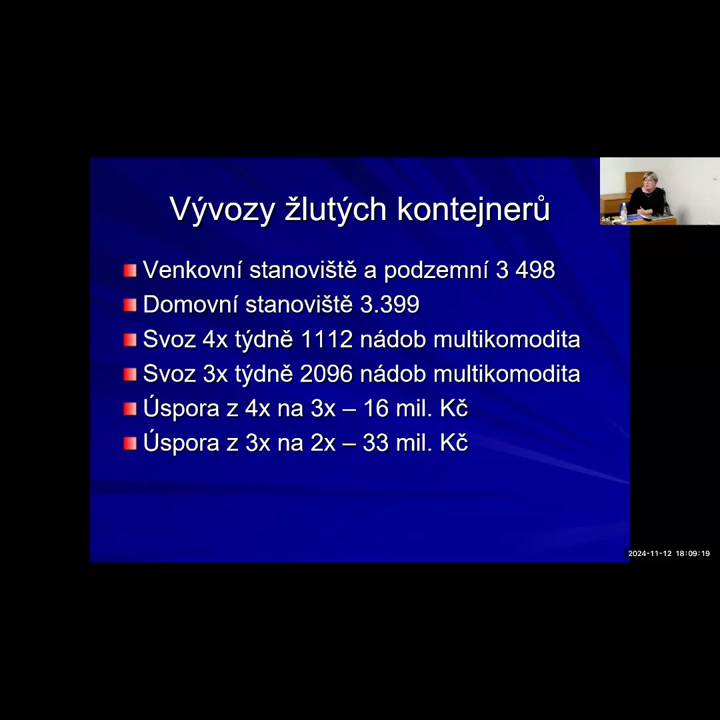 Vývozy žlutých kontejnerů
Venkovní stanoviště a podzemní 3 498
Domovní stanoviště 3.399
Svoz 4x týdně 1112 nádob multikomodita
Svoz 3x týdně 2096 nádob multikomodita
Úspora z 4x na 3x – 16 mil. Kč
Úspora z 3x na 2x – 33 mil. Kč
2024-11-12 18:09:19